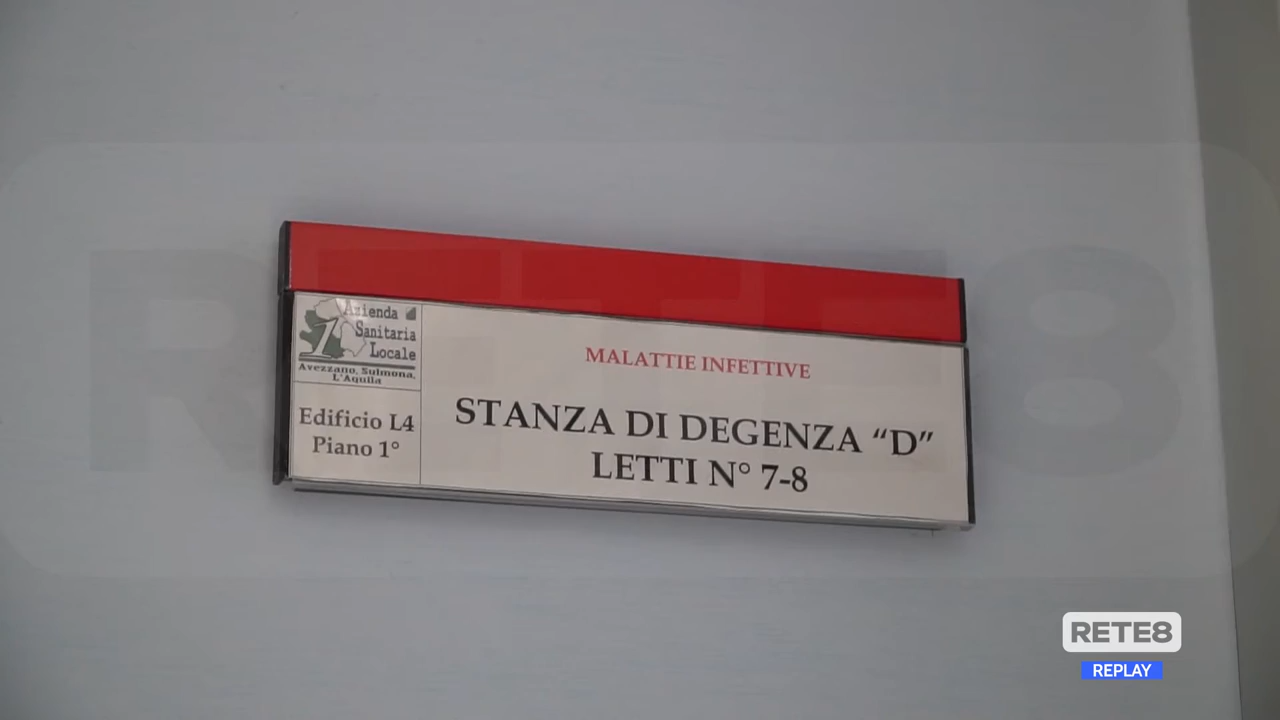 Azienda
Sanitaria
Locale
Avezzano, Sulmona,
L'Aquila
Edificio L4
Piano 1°
MALATTIE INFETTIVE
STANZA DI DEGENZA “D”
LETTI N° 7-8
RETE8
RETE8
REPLAY